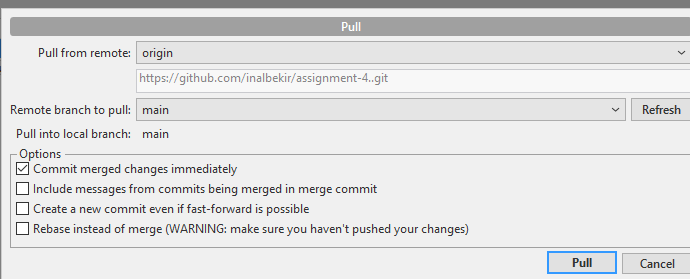 Pull
Pull from remote: origin
https://github.com/inalbekir/assignment-4..git
Remote branch to pull: main Refresh
Pull into local branch: main
Options
Commit merged changes immediately
Include messages from commits being merged in merge commit
Create a new commit even if fast-forward is possible
Rebase instead of merge (WARNING: make sure you haven't pushed your changes)
Pull Cancel